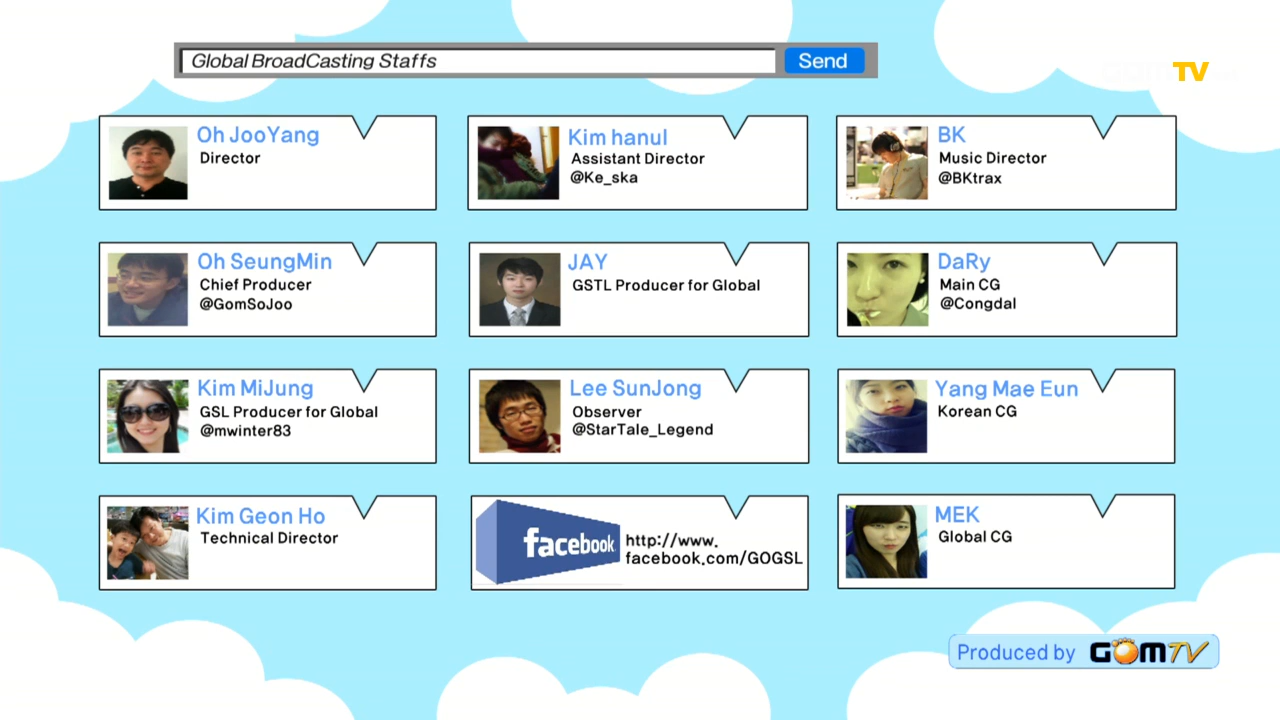 Global BroadCasting Staffs
Send
GOMTV
Oh JooYang
Director
Kim hanul
Assistant Director
@Ke_ska
BK
Music Director
@BKtrax
Oh SeungMin
Chief Producer
@GomSoJoo
JAY
GSTL Producer for Global
DaRy
Main CG
@Congdal
Kim MiJung
GSL Producer for Global
@mwinter83
Lee SunJong
Observer
@StarTale_Legend
Yang Mae Eun
Korean CG
Kim Geon Ho
Technical Director
facebook
http://www.
facebook.com/GOGSL
MEK
Global CG
Produced by GOMTV